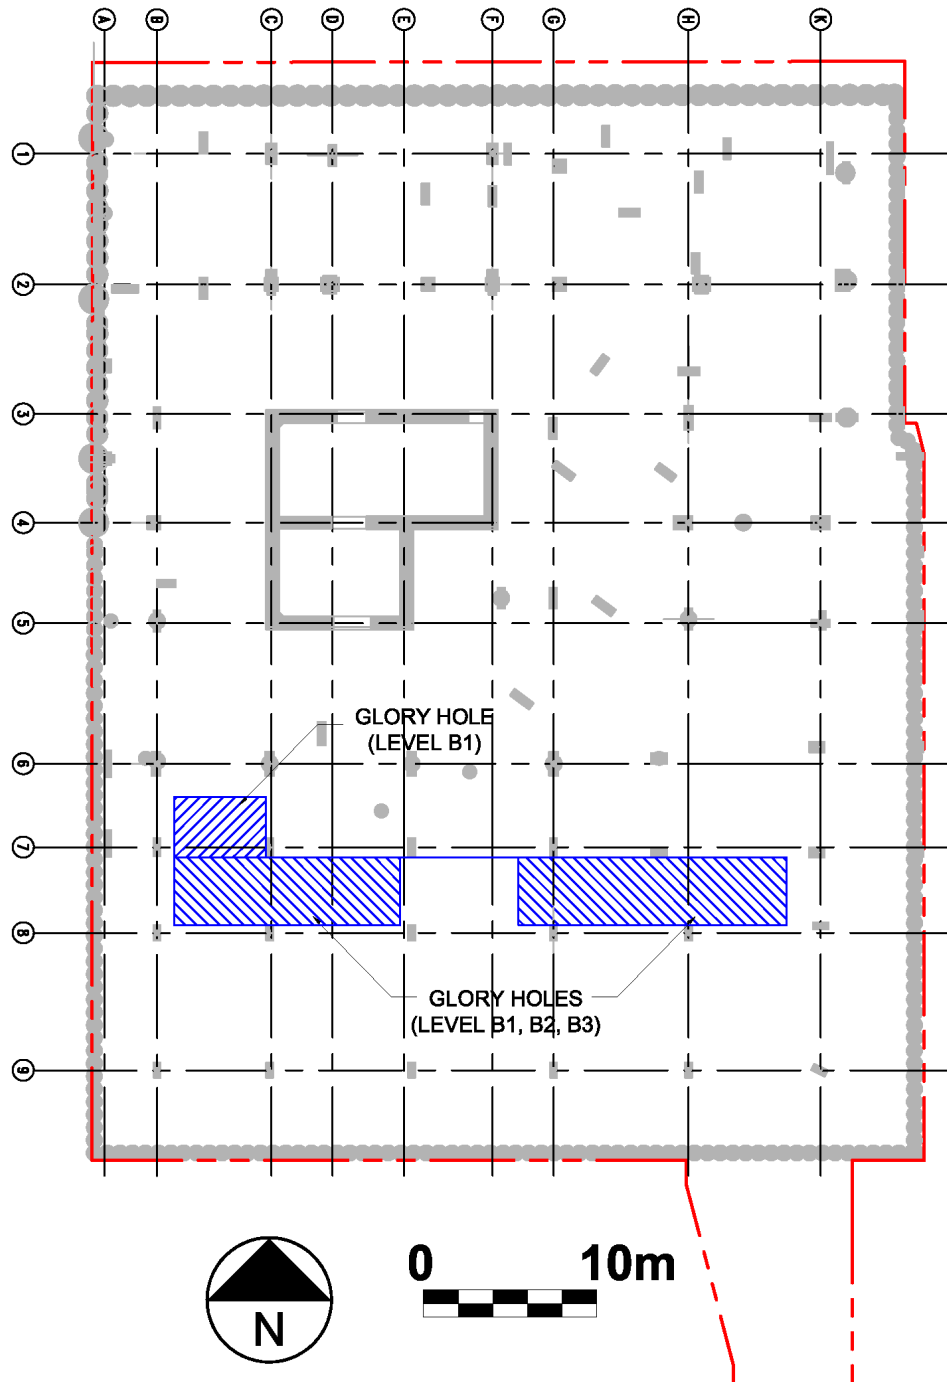 A B C D E F G H K
1
2
3
4
5
6
GLORY HOLE
(LEVEL B1)
7
8
GLORY HOLES
(LEVEL B1, B2, B3)
9
0 10m
N